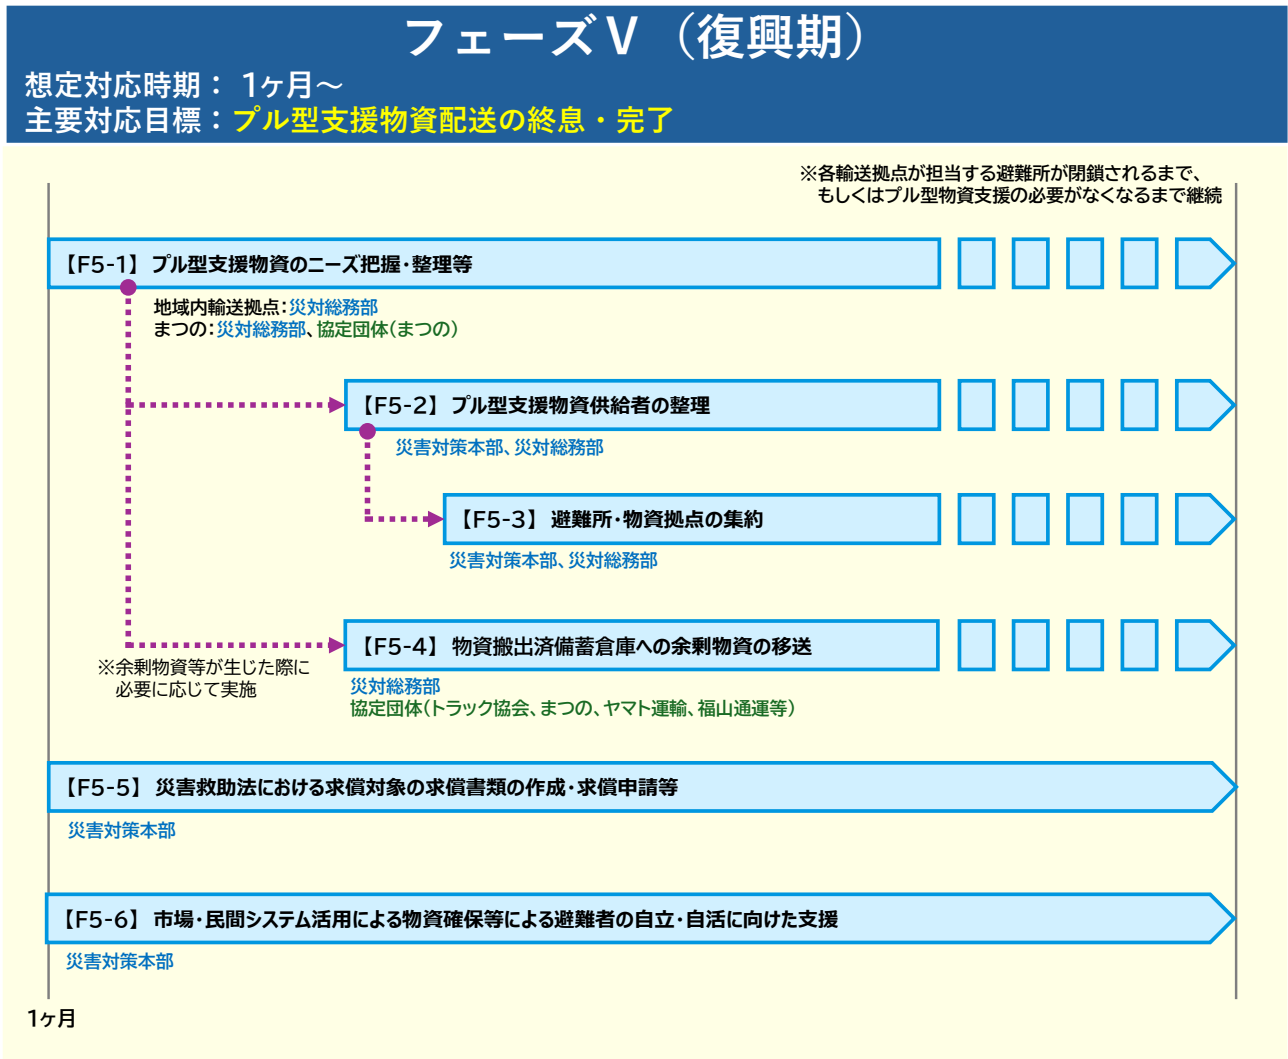 フェーズⅤ（復興期）
想定対応時期：1ヶ月～
主要対応目標：プル型支援物資配送の終息・完了
※各輸送拠点が担当する避難所が閉鎖されるまで、
もしくはプル型物資支援の必要がなくなるまで継続
【F5-1】プル型支援物資のニーズ把握・整理等
地域内輸送拠点：災対総務部
まつの：災対総務部、協定団体（まつの）
【F5-2】プル型支援物資供給者の整理
災害対策本部、災対総務部
【F5-3】避難所・物資拠点の集約
災害対策本部、災対総務部
【F5-4】物資搬出済備蓄倉庫への余剰物資の移送
※余剰物資等が生じた際に
必要に応じて実施
災対総務部
協定団体（トラック協会、まつの、ヤマト運輸、福山通運等）
【F5-5】災害救助法における求償対象の求償書類の作成・求償申請等
災害対策本部
【F5-6】市場・民間システム活用による物資確保等による避難者の自立・自活に向けた支援
災害対策本部
1ヶ月